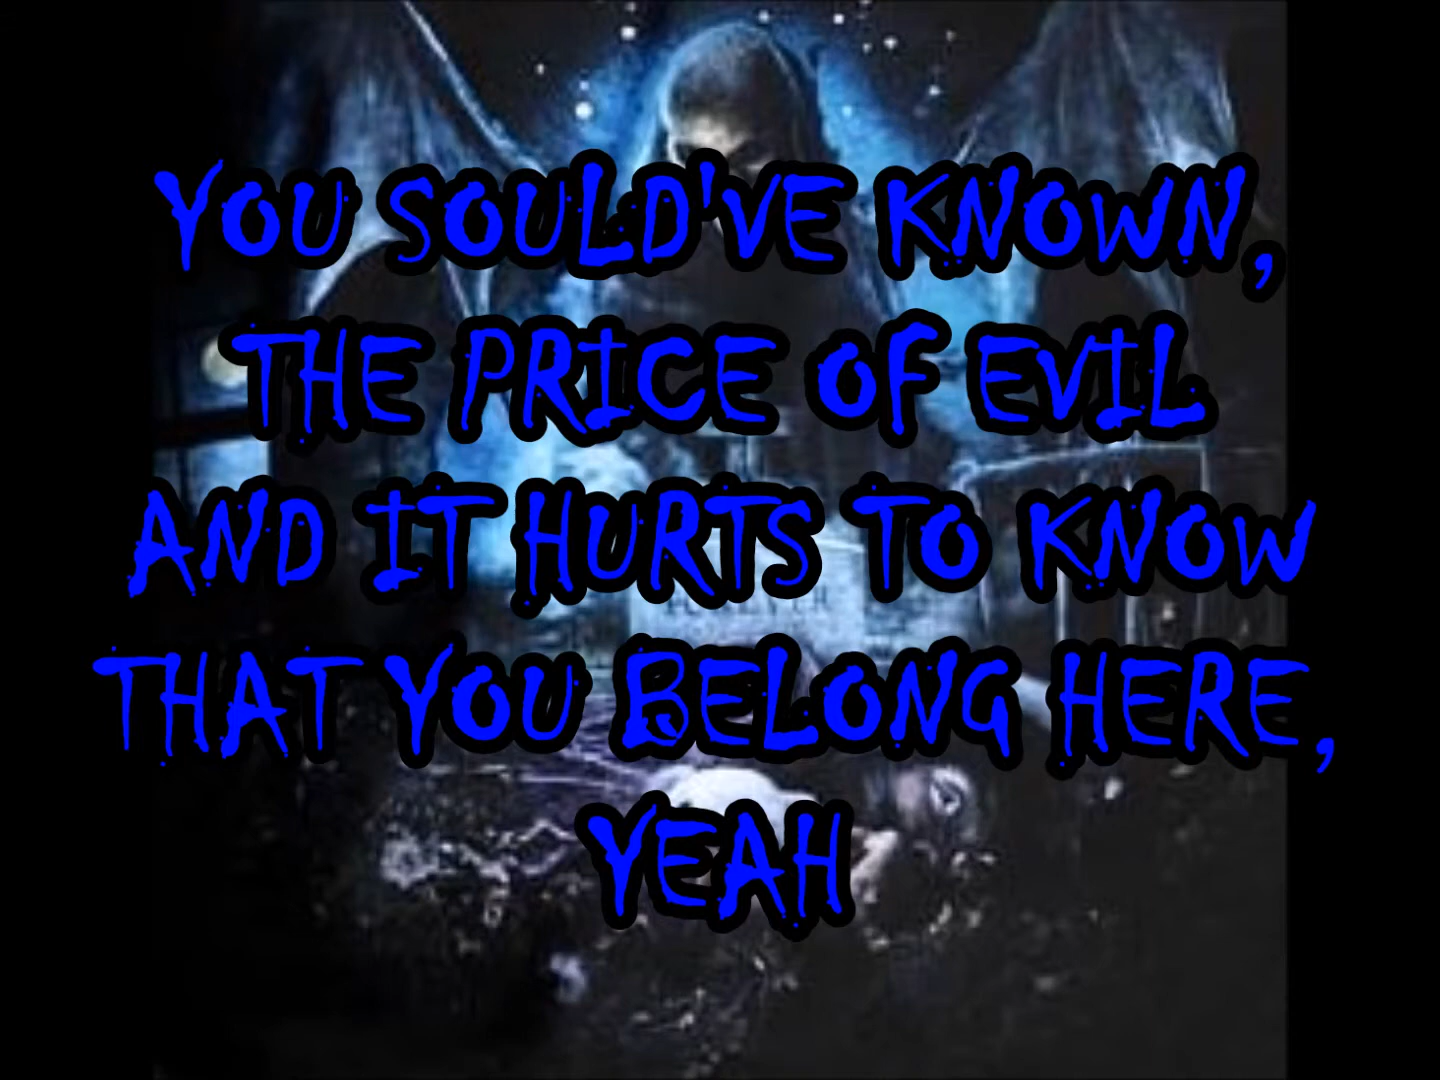 YOU SOULD'VE KNOWN,
THE PRICE OF EVIL
AND IT HURTS TO KNOW
THAT YOU BELONG HERE,
YEAH